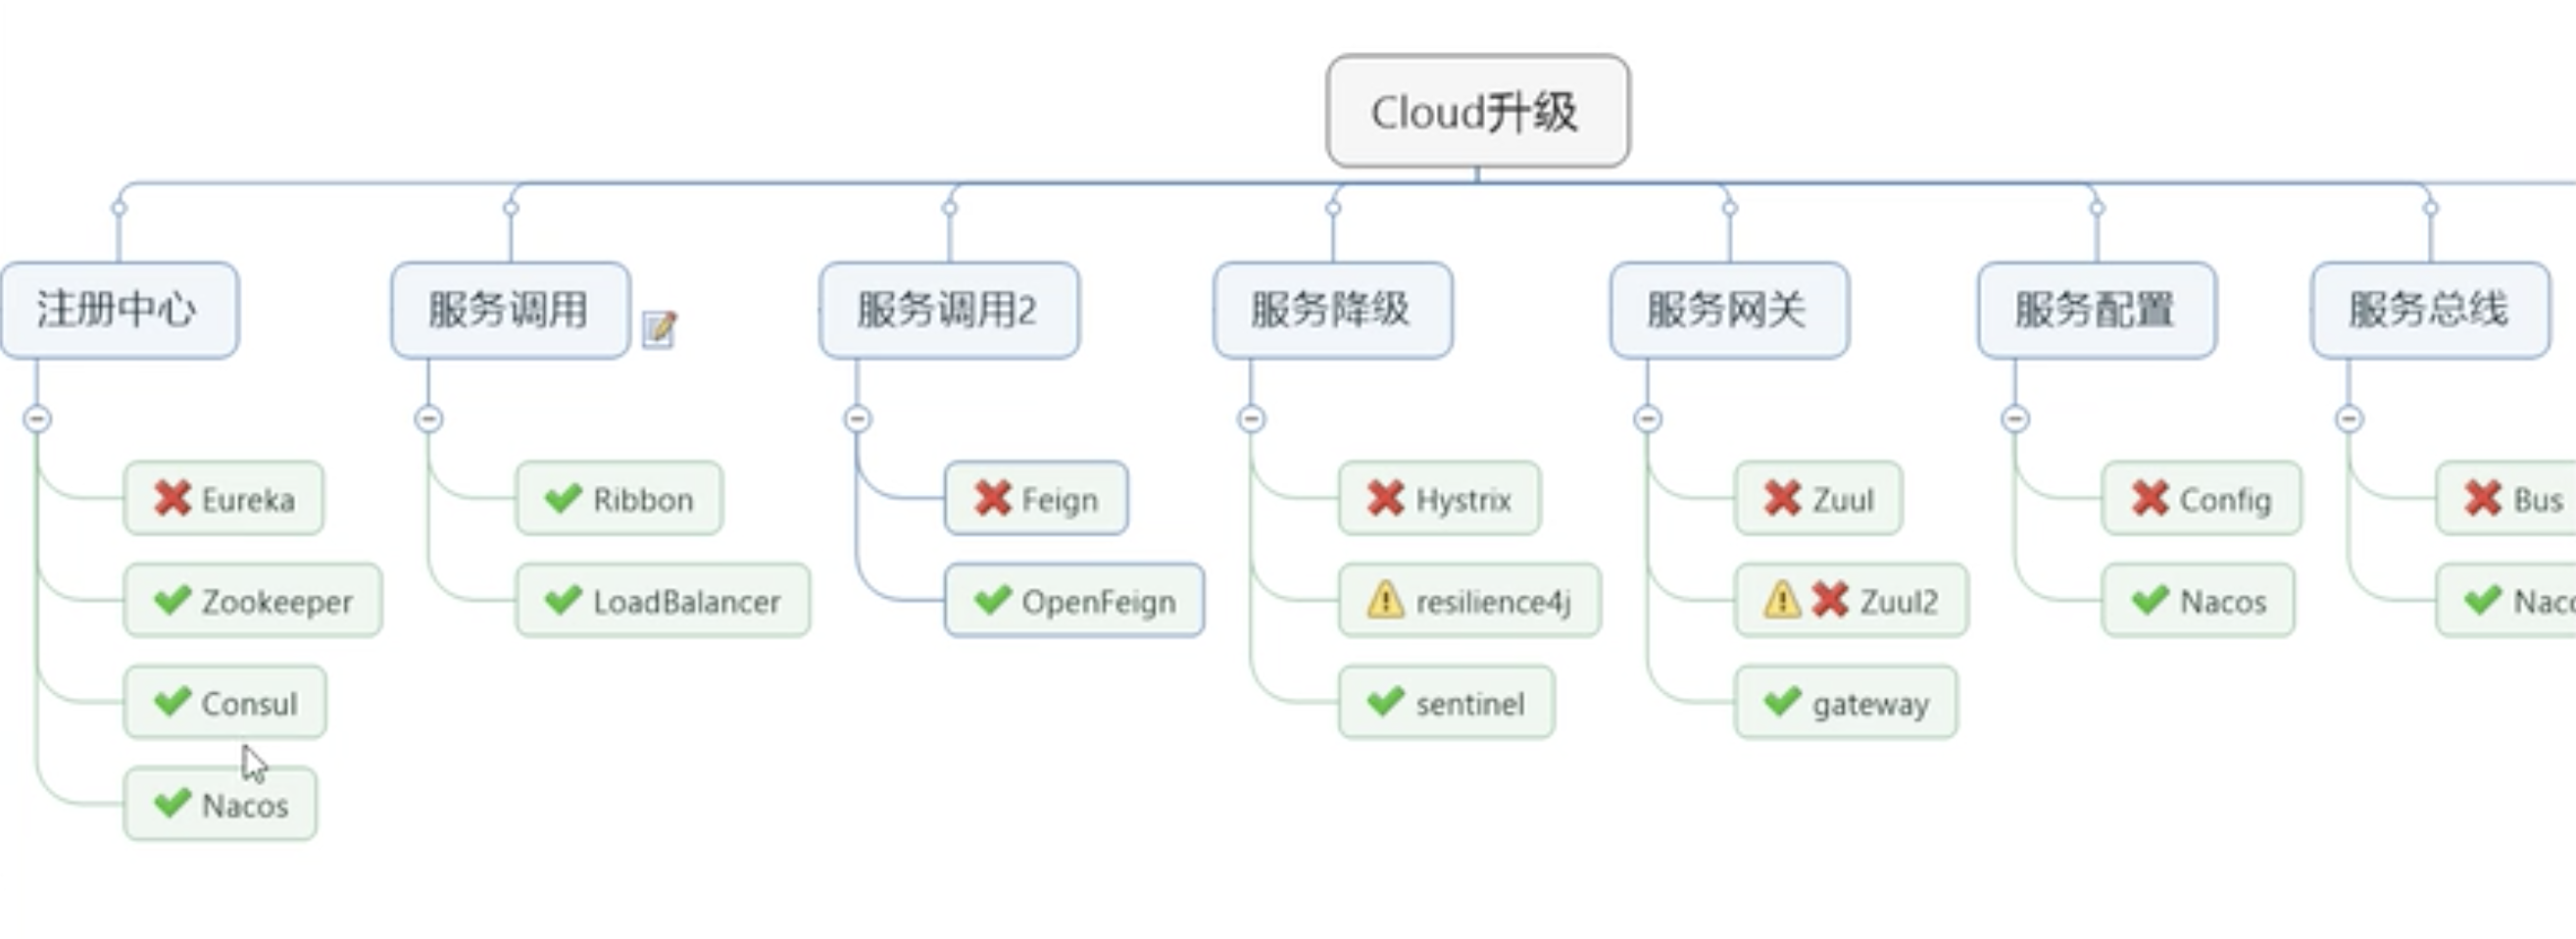 Cloud升级
注册中心
服务调用
服务调用2
服务降级
服务网关
服务配置
服务总线
Eureka
Zookeeper
Consul
Nacos
Ribbon
LoadBalancer
Feign
OpenFeign
Hystrix
resilience4j
sentinel
Zuul
Zuul2
gateway
Config
Nacos
Bus